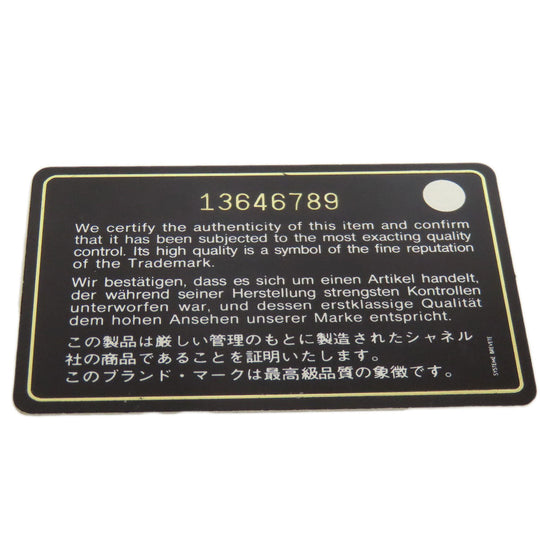 13646789
We certify the authenticity of this item and confirm
that it has been subjected to the most exacting quality
control. Its high quality is a symbol of the fine reputation
of the Trademark.
Wir bestätigen, dass es sich um einen Artikel handelt,
der während seiner Herstellung strengsten Kontrollen
unterworfen war, und dessen erstklassige Qualität
dem hohen Ansehen unserer Marke entspricht.
この製品は厳しい管理のもとに製造されたシャネル
社の商品であることを証明いたします。
このブランド・マークは最高級品質の象徴です。
SYSTEME BREVETE